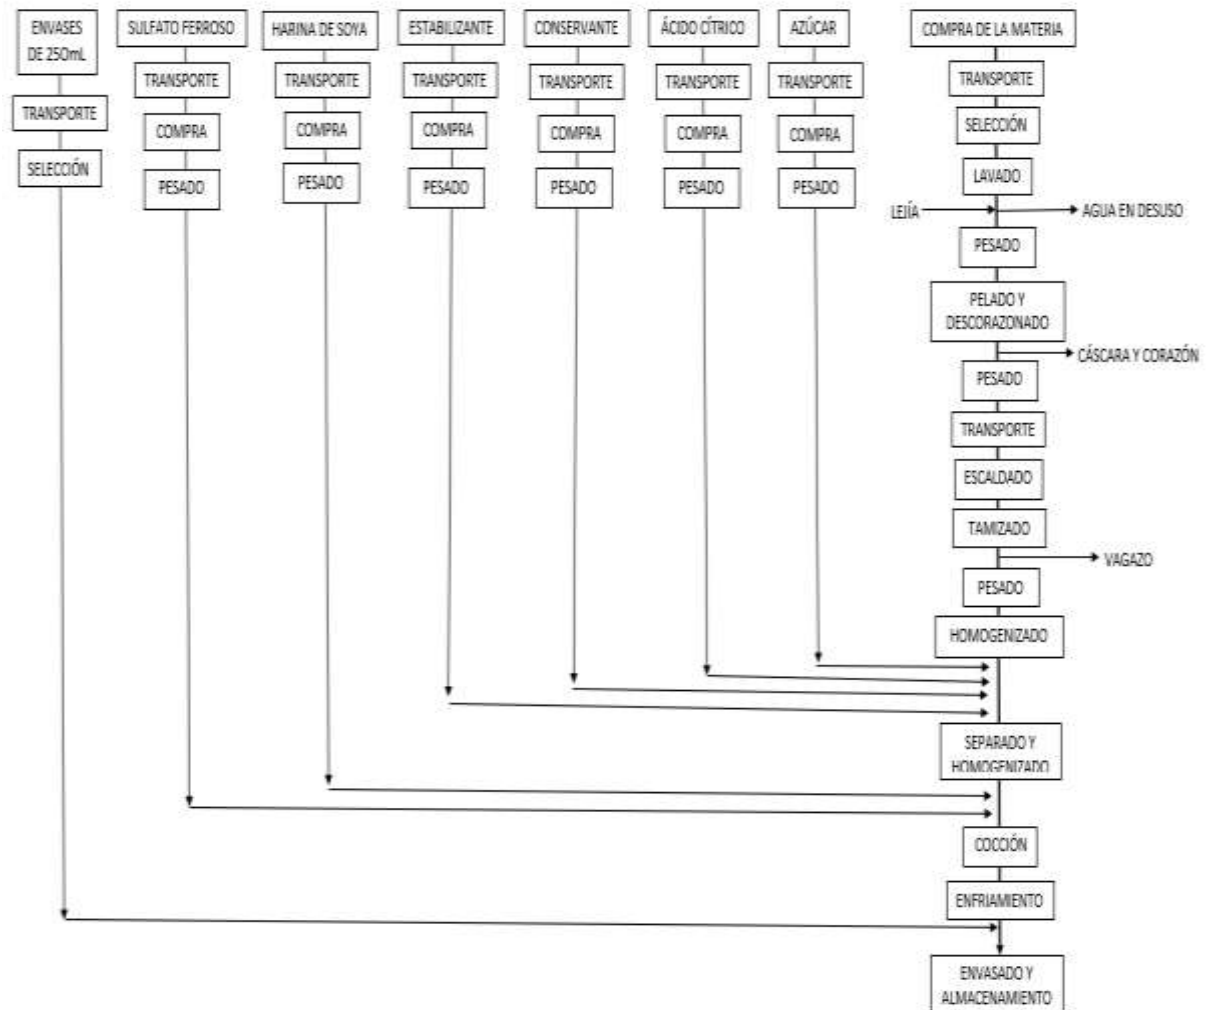 ENVASES
DE 250mL
TRANSPORTE
SELECCIÓN
SULFATO FERROSO
TRANSPORTE
COMPRA
PESADO
HARINA DE SOYA
TRANSPORTE
COMPRA
PESADO
ESTABILIZANTE
TRANSPORTE
COMPRA
PESADO
CONSERVANTE
TRANSPORTE
COMPRA
PESADO
ÁCIDO CÍTRICO
TRANSPORTE
COMPRA
PESADO
AZÚCAR
TRANSPORTE
COMPRA
PESADO
COMPRA DE LA MATERIA
TRANSPORTE
SELECCIÓN
LAVADO
LEJÍA
AGUA EN DESUSO
PESADO
PELADO Y
DESCORAZONADO
CÁSCARA Y CORAZÓN
PESADO
TRANSPORTE
ESCALDADO
TAMIZADO
VAGAZO
PESADO
HOMOGENIZADO
SEPARADO Y
HOMOGENIZADO
COCCIÓN
ENFRIAMIENTO
ENVASADO Y
ALMACENAMIENTO